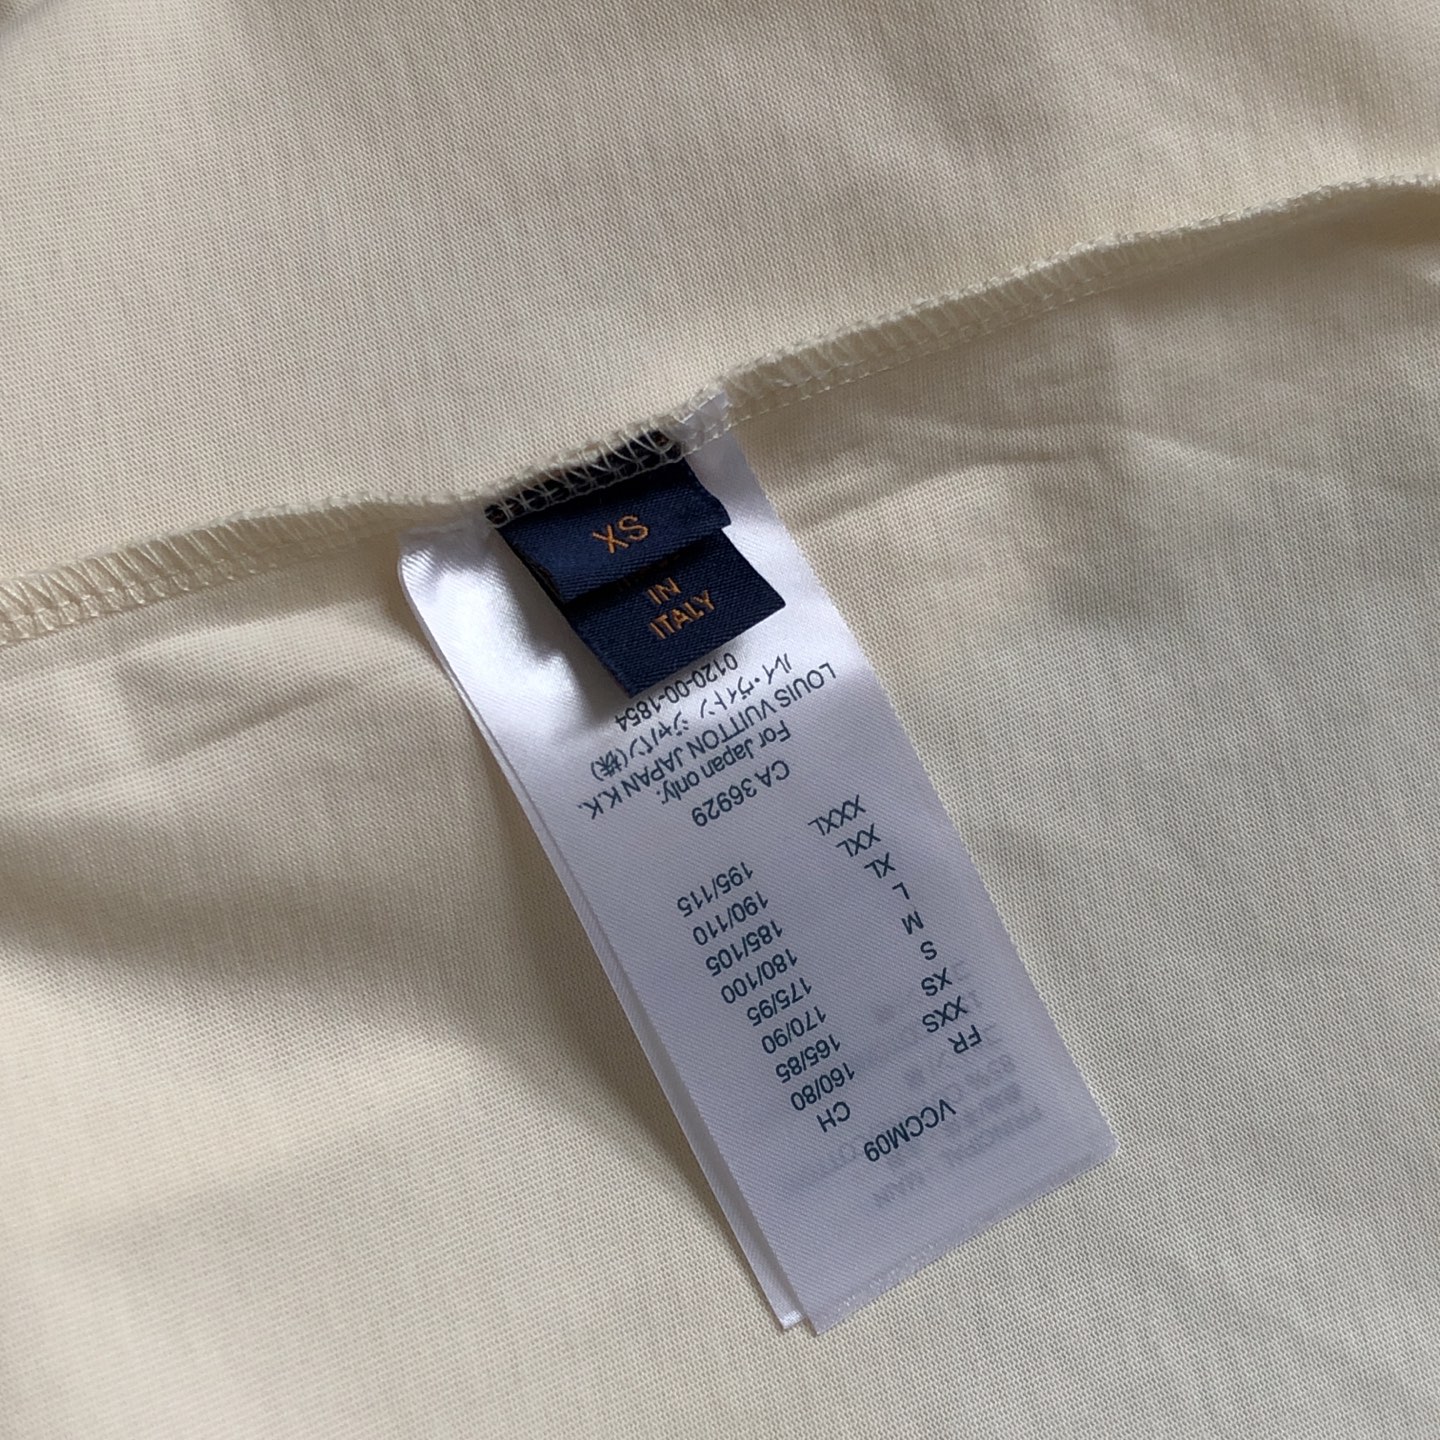 XS
IN
ITALY
VCCM09
FR CH
XXS 160/80
XS 165/85
S 170/90
M 175/95
L 180/100
XL 185/105
XXL 190/110
XXXL 195/115
CA 36929
For Japan only:
LOUIS VUITTON JAPAN K.K.
ルイ・ヴィトン ジャパン(株)
0120-00-1854